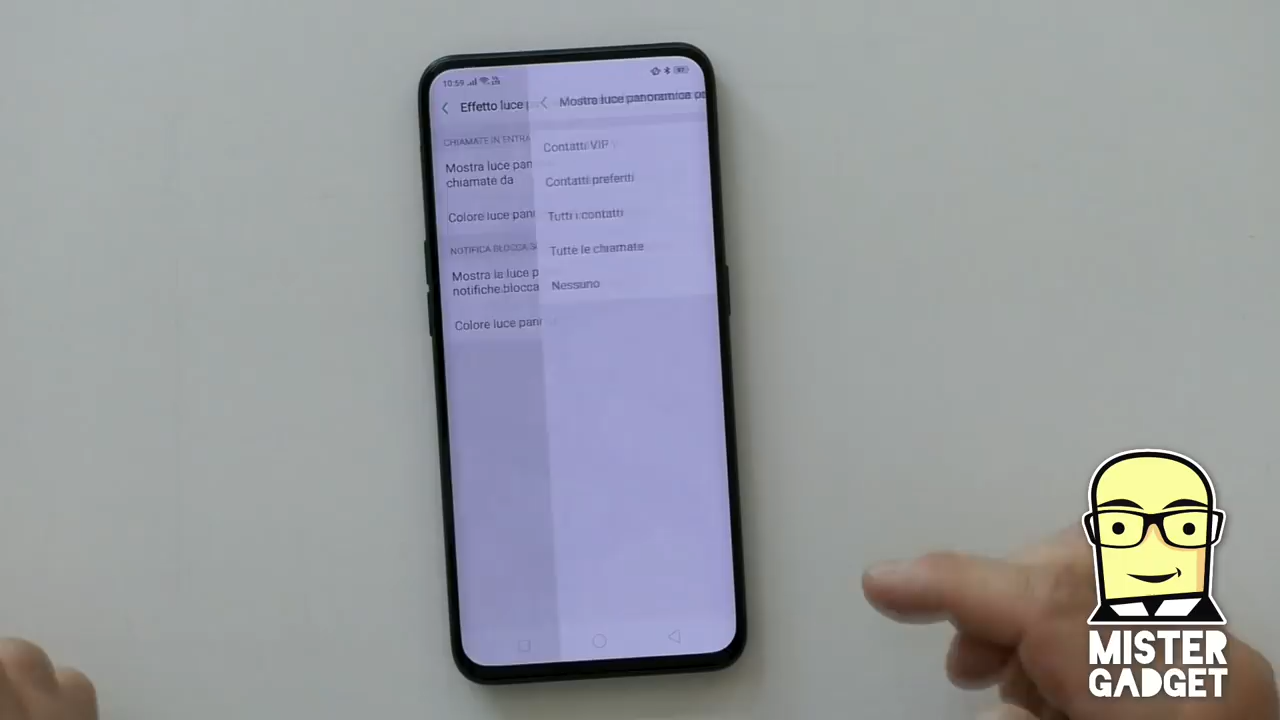 10:59
Effetto luce p
Mostra luce panoramica pe
CHIAMATE IN ENTRA
Mostra luce pan
chiamate da
Colore luce pan
NOTIFICA BLOCCA S
Mostra la luce p
notifiche blocca
Colore luce pan
Contatti VIP
Contatti preferiti
Tutti i contatti
Tutte le chiamate
Nessuno
MISTER
GADGET